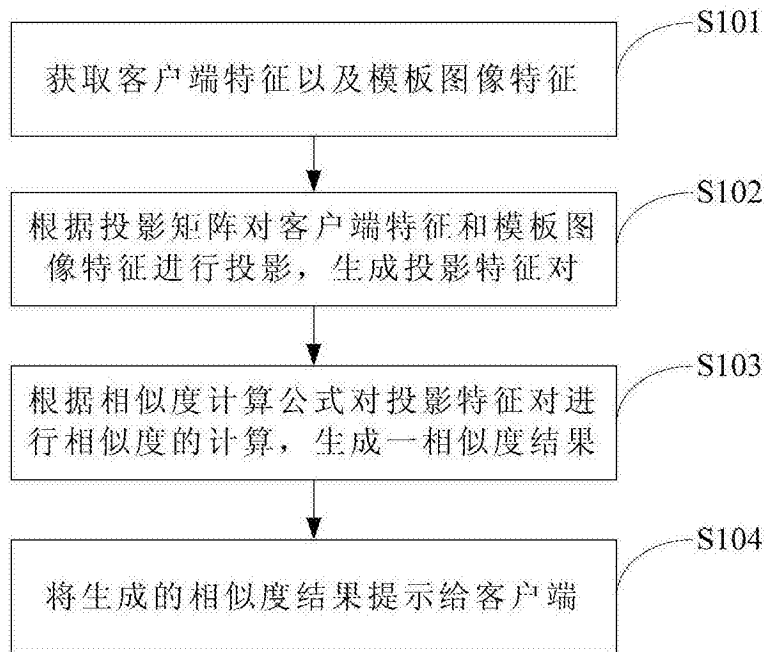 S101
获取客户端特征以及模板图像特征
S102
根据投影矩阵对客户端特征和模板图
像特征进行投影，生成投影特征对
S103
根据相似度计算公式对投影特征对进
行相似度的计算，生成一相似度结果
S104
将生成的相似度结果提示给客户端